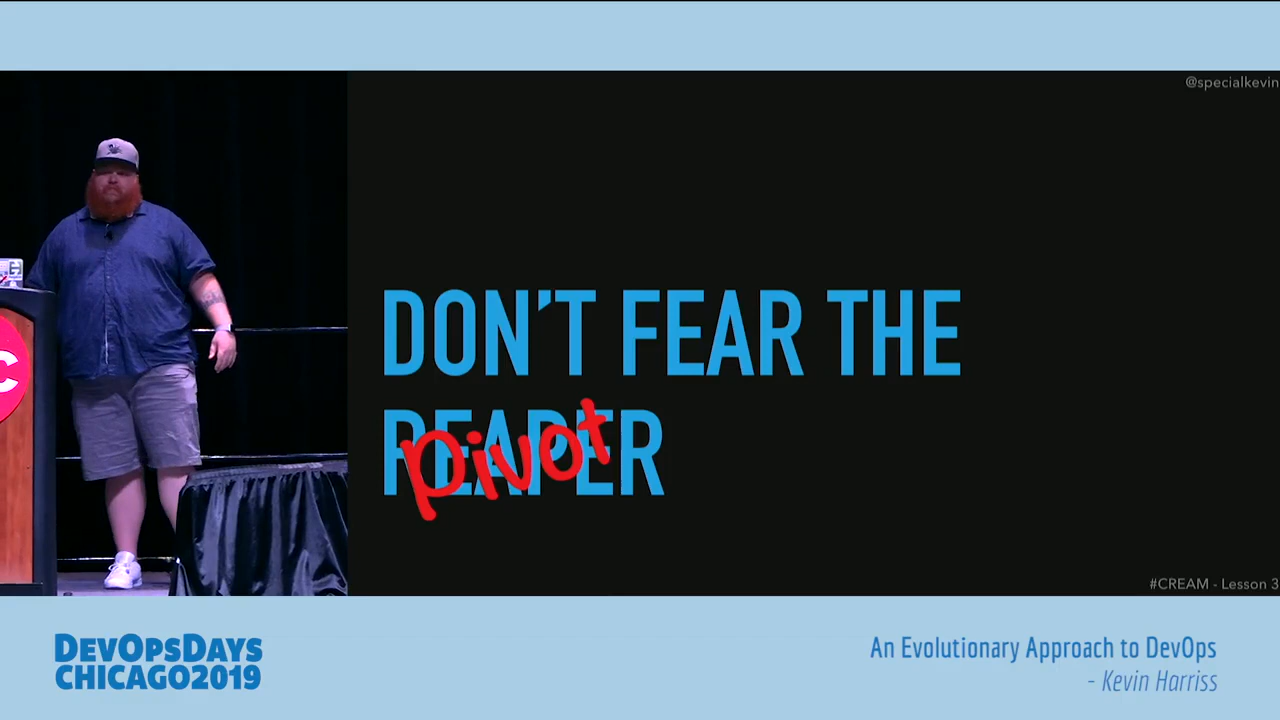 @specialkevin
DON'T FEAR THE
REAPER
pivot
C
#CREAM - Lesson 3
DEVOPSDAYS
CHICAGO2019
An Evolutionary Approach to DevOps
- Kevin Harriss